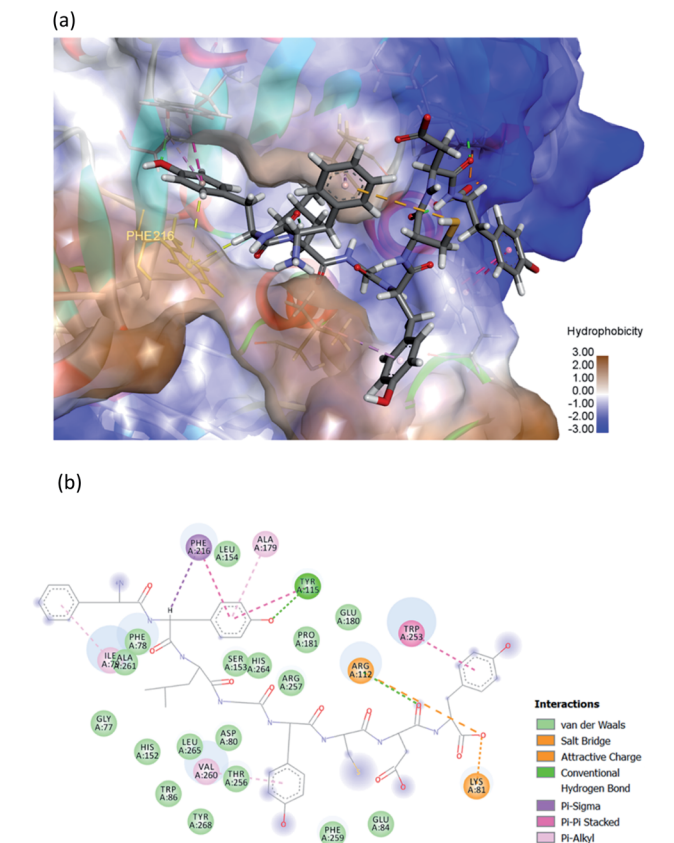 (a)
PHE216
Hydrophobicity
3.00
2.00
1.00
0.00
-1.00
-2.00
-3.00
(b)
PHE
A:216
LEU
A:154
ALA
A:179
TYR
A:115
H
O
O
O
N
N
GLU
A:180
PRO
A:181
TRP
A:253
PHE
A:78
ALA
A:261
SER
A:153
HIS
A:264
ARG
A:257
ARG
A:112
GLY
A:77
HIS
A:152
LEU
A:265
ASP
A:80
VAL
A:260
THR
A:256
TRP
A:86
TYR
A:268
PHE
A:259
GLU
A:84
LYS
A:81
Interactions
van der Waals
Salt Bridge
Attractive Charge
Conventional
Hydrogen Bond
Pi-Sigma
Pi-Pi Stacked
Pi-Alkyl